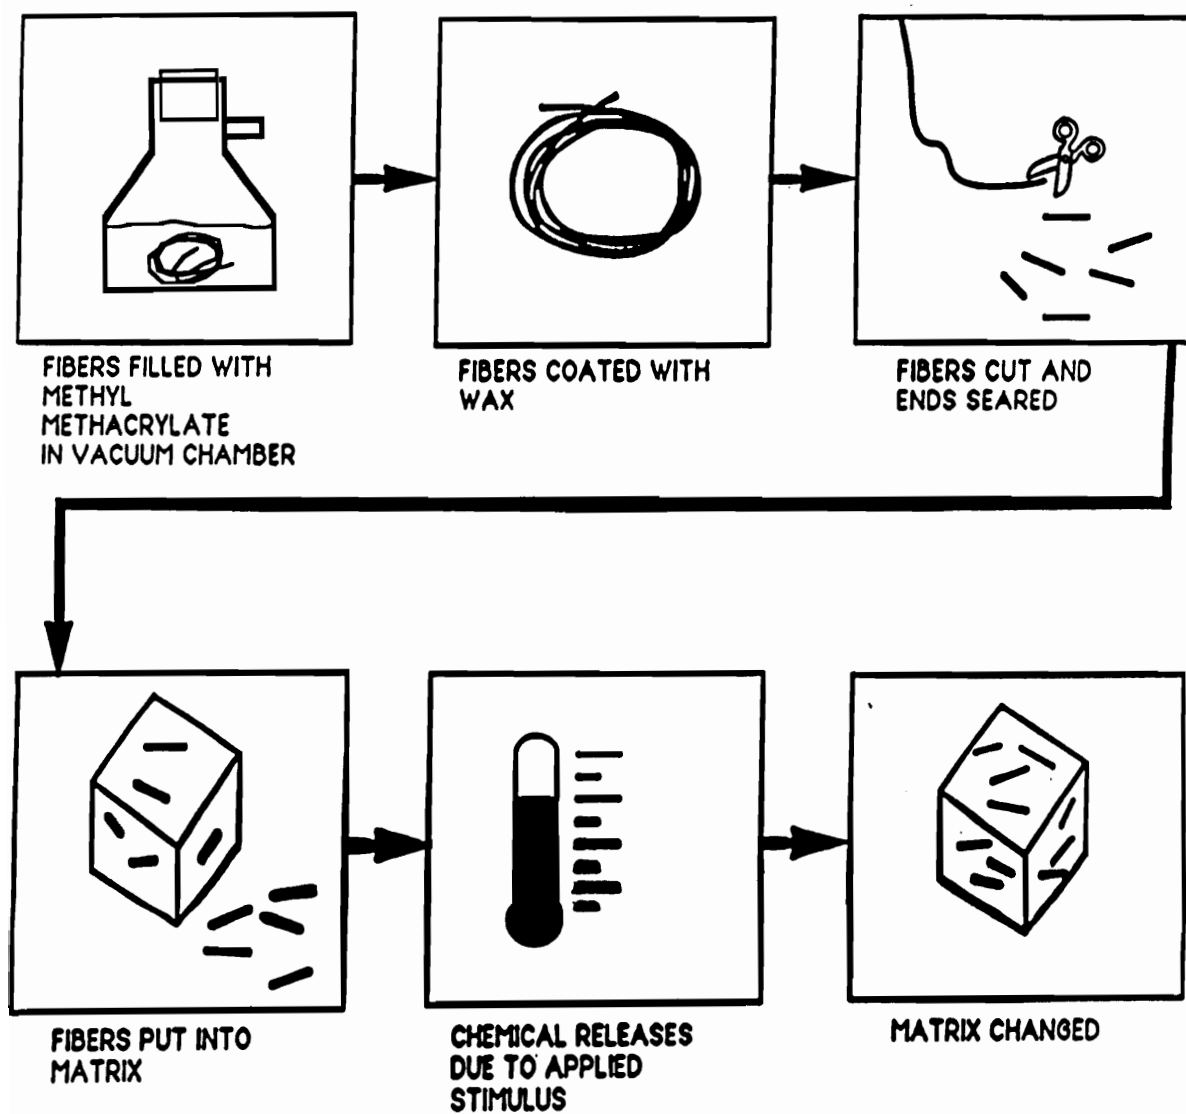 FIBERS FILLED WITH
METHYL
METHACRYLATE
IN VACUUM CHAMBER
FIBERS COATED WITH
WAX
FIBERS CUT AND
ENDS SEARED
FIBERS PUT INTO
MATRIX
CHEMICAL RELEASES
DUE TO APPLIED
STIMULUS
MATRIX CHANGED